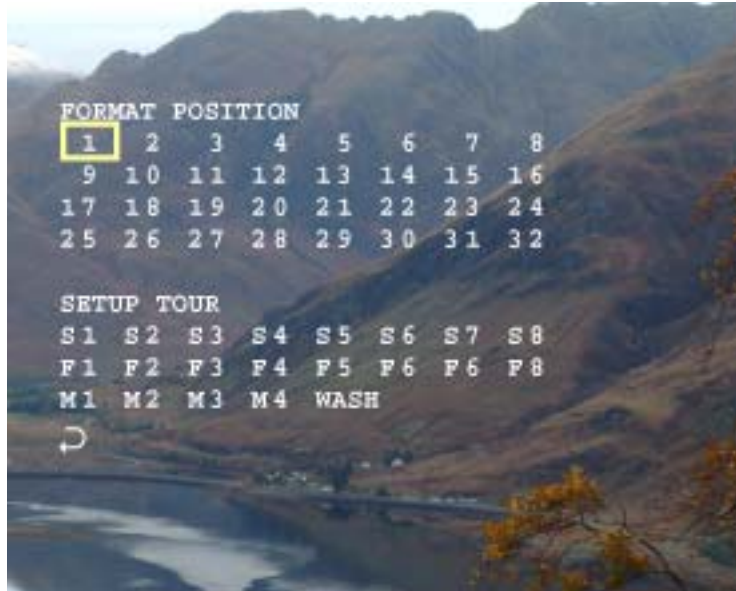 FORMAT POSITION
1 2 3 4 5 6 7 8
9 10 11 12 13 14 15 16
17 18 19 20 21 22 23 24
25 26 27 28 29 30 31 32
SETUP TOUR
S1 S2 S3 S4 S5 S6 S7 S8
F1 F2 F3 F4 F5 F6 F6 F8
M1 M2 M3 M4 WASH